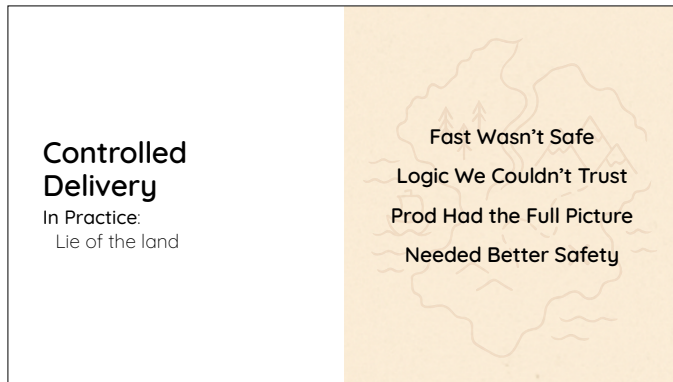 Controlled
Delivery
In Practice:
Lie of the land
Fast Wasn’t Safe
Logic We Couldn’t Trust
Prod Had the Full Picture
Needed Better Safety